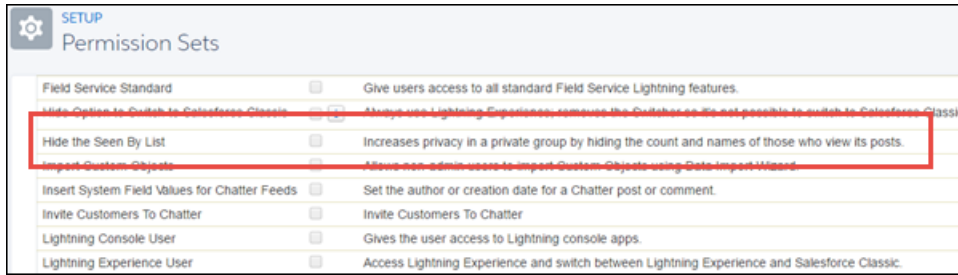 SETUP
Permission Sets
Field Service Standard Give users access to all standard Field Service Lightning features.
Hide Option to Switch to Salesforce Classic i Always use Lightning Experience; removes the Switcher so it's not possible to switch to Salesforce Classi
Hide the Seen By List Increases privacy in a private group by hiding the count and names of those who view its posts.
Import Custom Objects Allows non-admin users to import Custom Objects using Data Import Wizard.
Insert System Field Values for Chatter Feeds Set the author or creation date for a Chatter post or comment.
Invite Customers To Chatter Invite Customers To Chatter
Lightning Console User Gives the user access to Lightning console apps.
Lightning Experience User Access Lightning Experience and switch between Lightning Experience and Salesforce Classic.